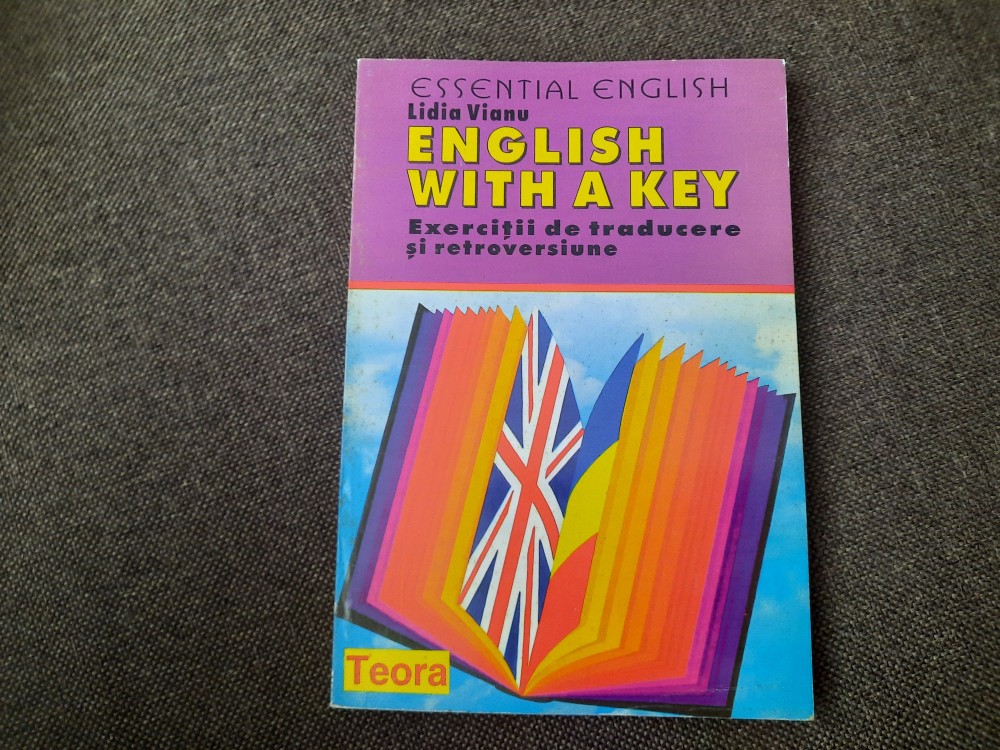 ESSENTIAL ENGLISH
Lidia Vianu
ENGLISH
WITH A KEY
Exerciții de traducere
și retroversiune
Teora